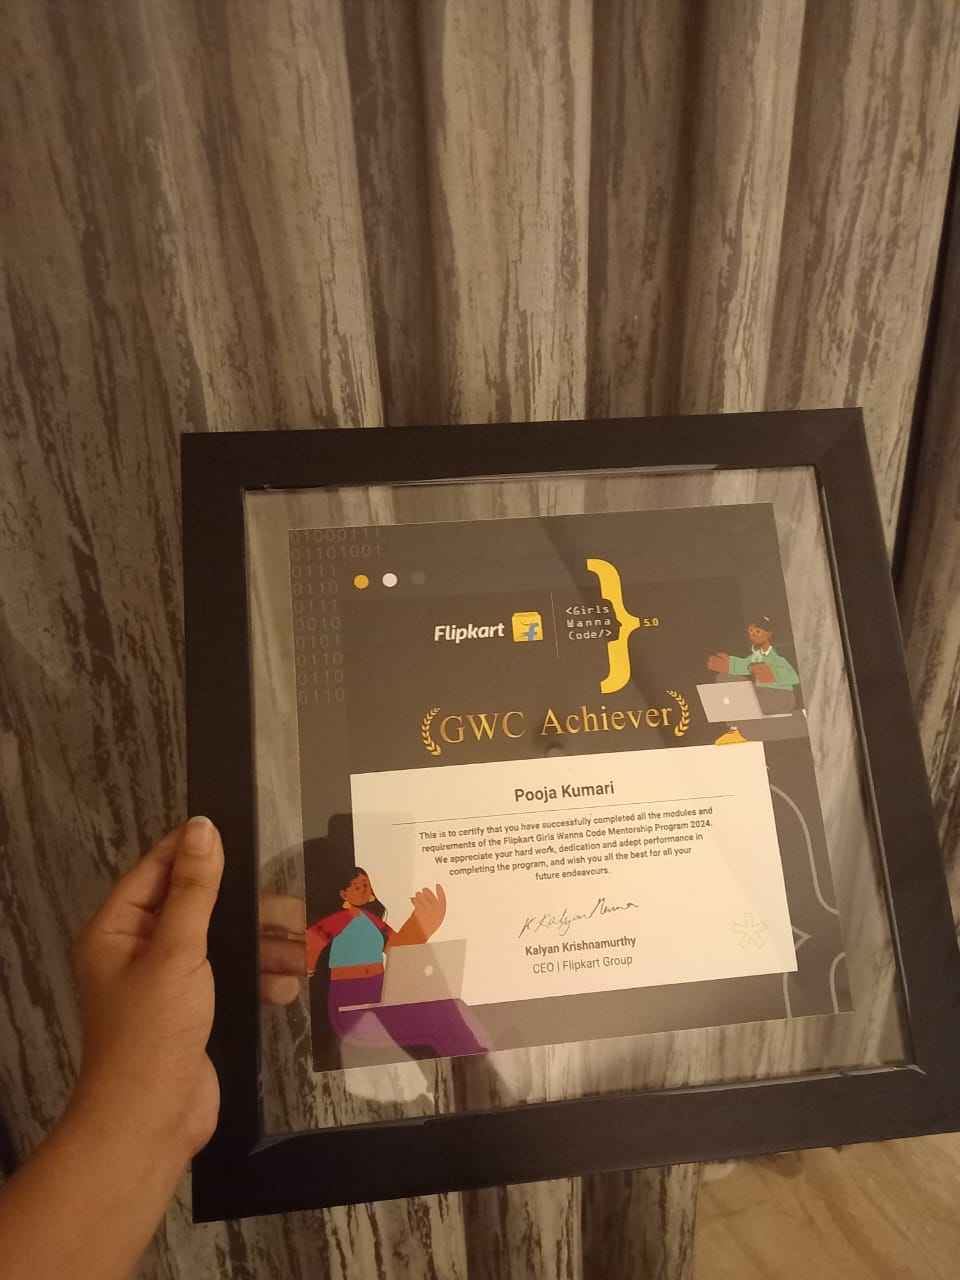 01000111
01101001
0111
0110
0111
0010
0101
0110
0110
0110
Flipkart
<Girls
Wanna
Code/>
5.0
GWC Achiever
Pooja Kumari
This is to certify that you have successfully completed all the modules and
requirements of the Flipkart Girls Wanna Code Mentorship Program 2024.
We appreciate your hard work, dedication and adept performance in
completing the program, and wish you all the best for all your
future endeavours.
Kalyan Krishnamurthy
CEO | Flipkart Group